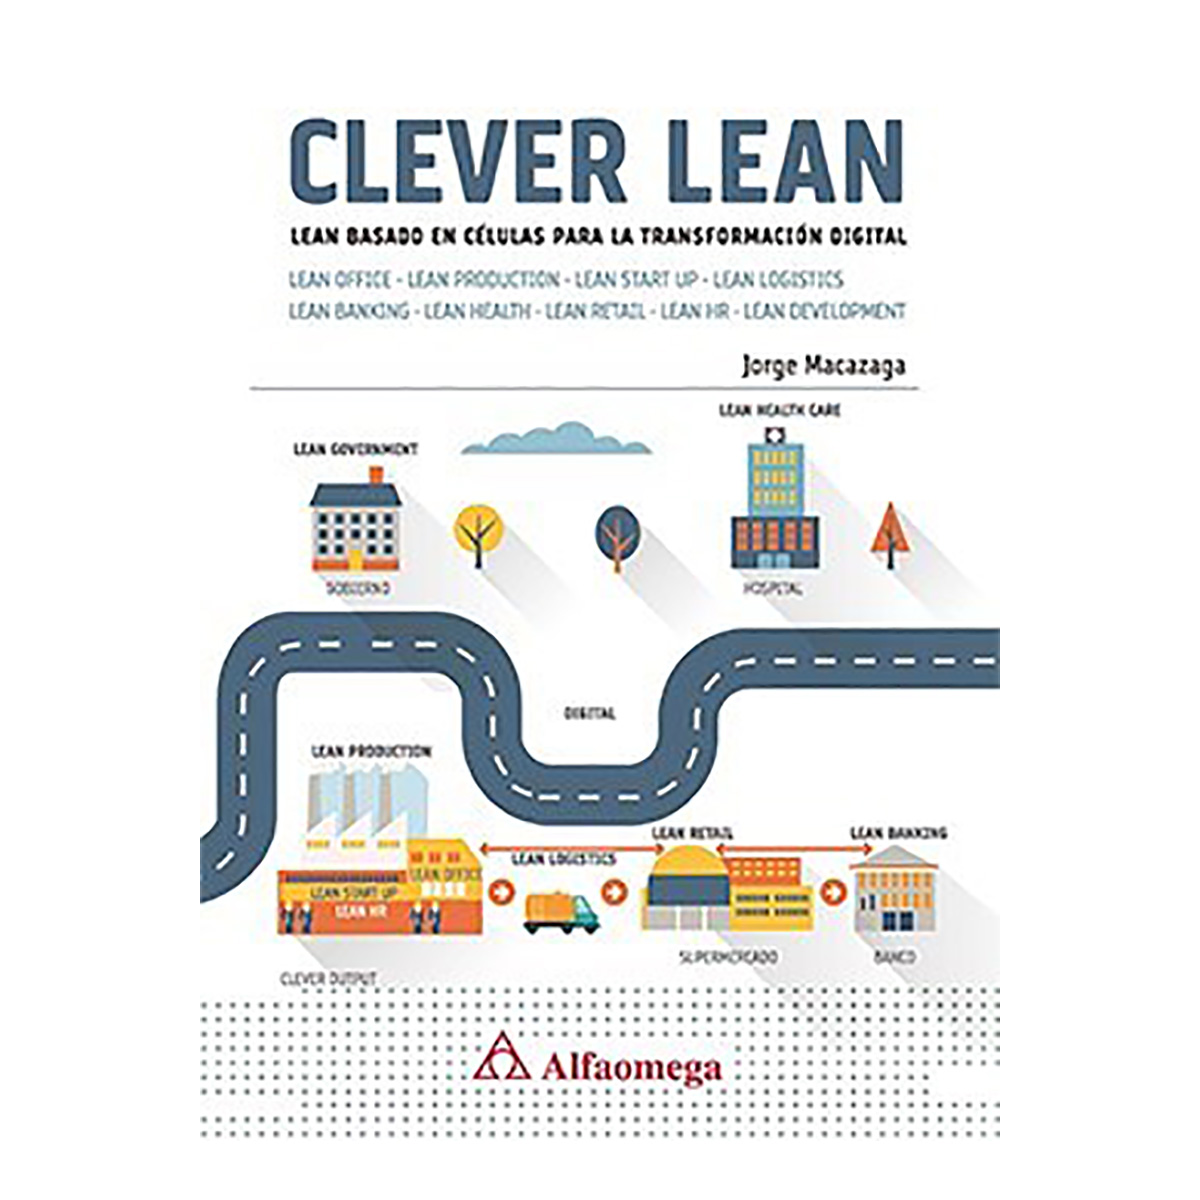 CLEVER LEAN
LEAN BASADO EN CÉLULAS PARA LA TRANSFORMACIÓN DIGITAL
LEAN OFFICE - LEAN PRODUCTION - LEAN START UP - LEAN LOGISTICS
LEAN BANKING - LEAN HEALTH - LEAN RETAIL - LEAN HR - LEAN DEVELOPMENT
Jorge Macazaga
LEAN HEALTH CARE
LEAN GOVERNMENT
GOBIERNO
HOSPITAL
DIGITAL
LEAN PRODUCTION
LEAN RETAIL
LEAN BANKING
LEAN LOGISTICS
LEAN OFFICE
LEAN START UP
LEAN HR
SUPERMERCADO
BANCO
CLEVER OUTPUT
Alfaomega